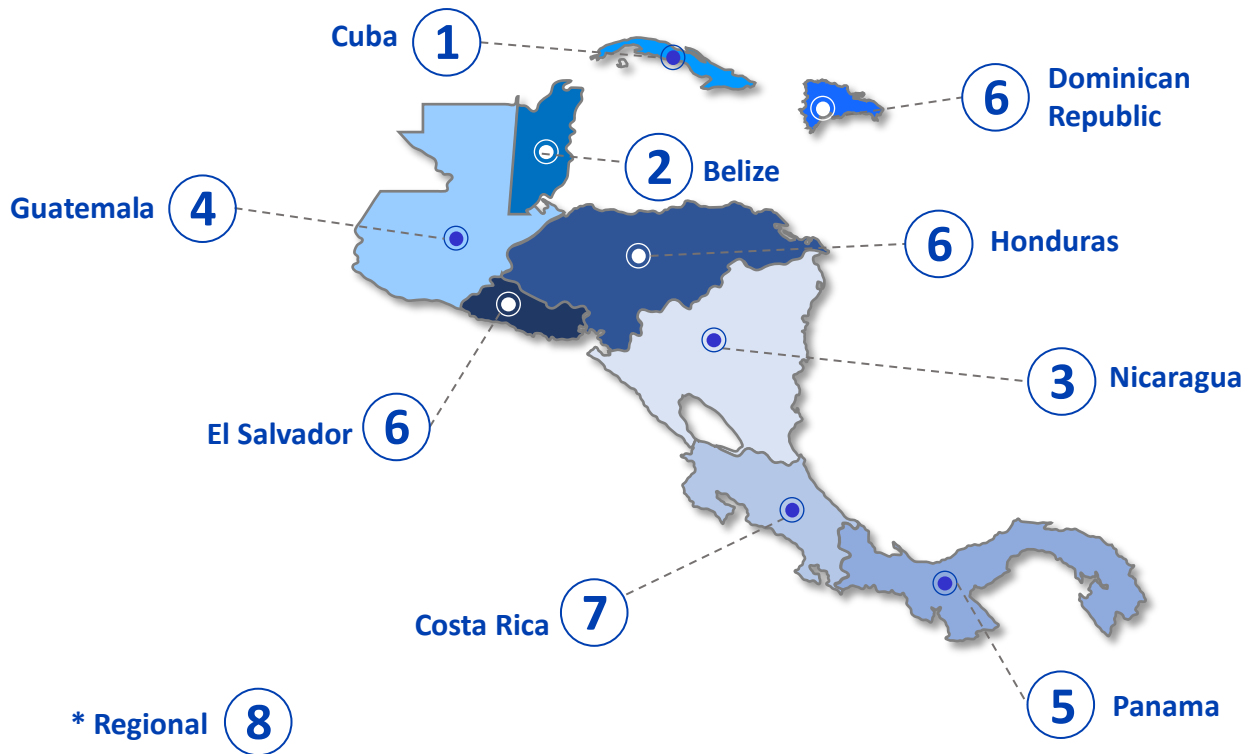 Cuba 1
6 Dominican
Republic
2 Belize
Guatemala 4
6 Honduras
3 Nicaragua
El Salvador 6
Costa Rica 7
5 Panama
* Regional 8